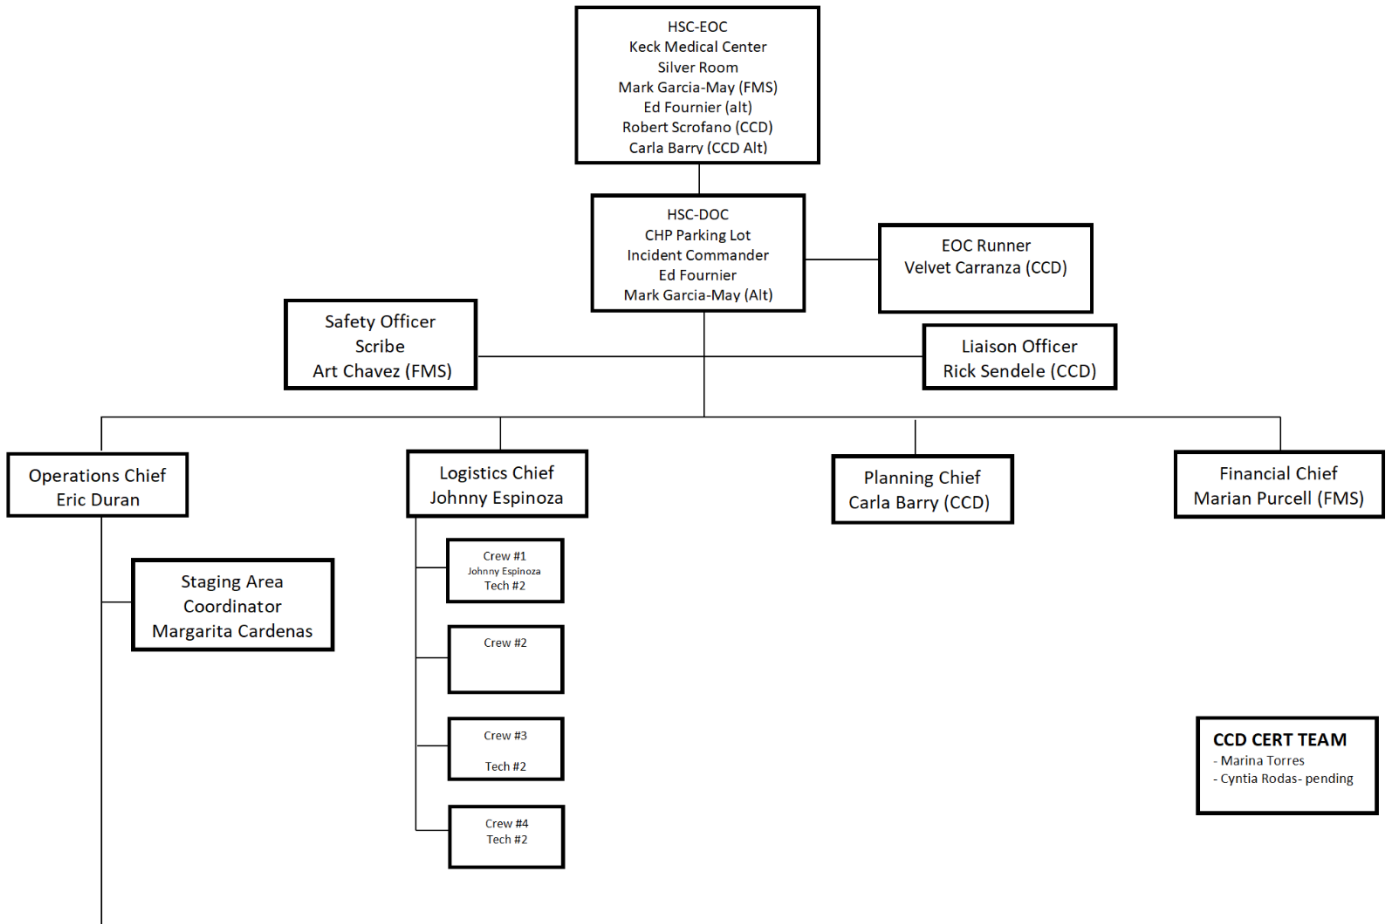 HSC-EOC
Keck Medical Center
Silver Room
Mark Garcia-May (FMS)
Ed Fournier (alt)
Robert Scrofano (CCD)
Carla Barry (CCD Alt)
HSC-DOC
CHP Parking Lot
Incident Commander
Ed Fournier
Mark Garcia-May (Alt)
EOC Runner
Velvet Carranza (CCD)
Safety Officer
Scribe
Art Chavez (FMS)
Liaison Officer
Rick Sendele (CCD)
Operations Chief
Eric Duran
Logistics Chief
Johnny Espinoza
Planning Chief
Carla Barry (CCD)
Financial Chief
Marian Purcell (FMS)
Staging Area
Coordinator
Margarita Cardenas
Crew #1
Johnny Espinoza
Tech #2
Crew #2
Crew #3
Tech #2
Crew #4
Tech #2
CCD CERT TEAM
- Marina Torres
- Cyntia Rodas- pending